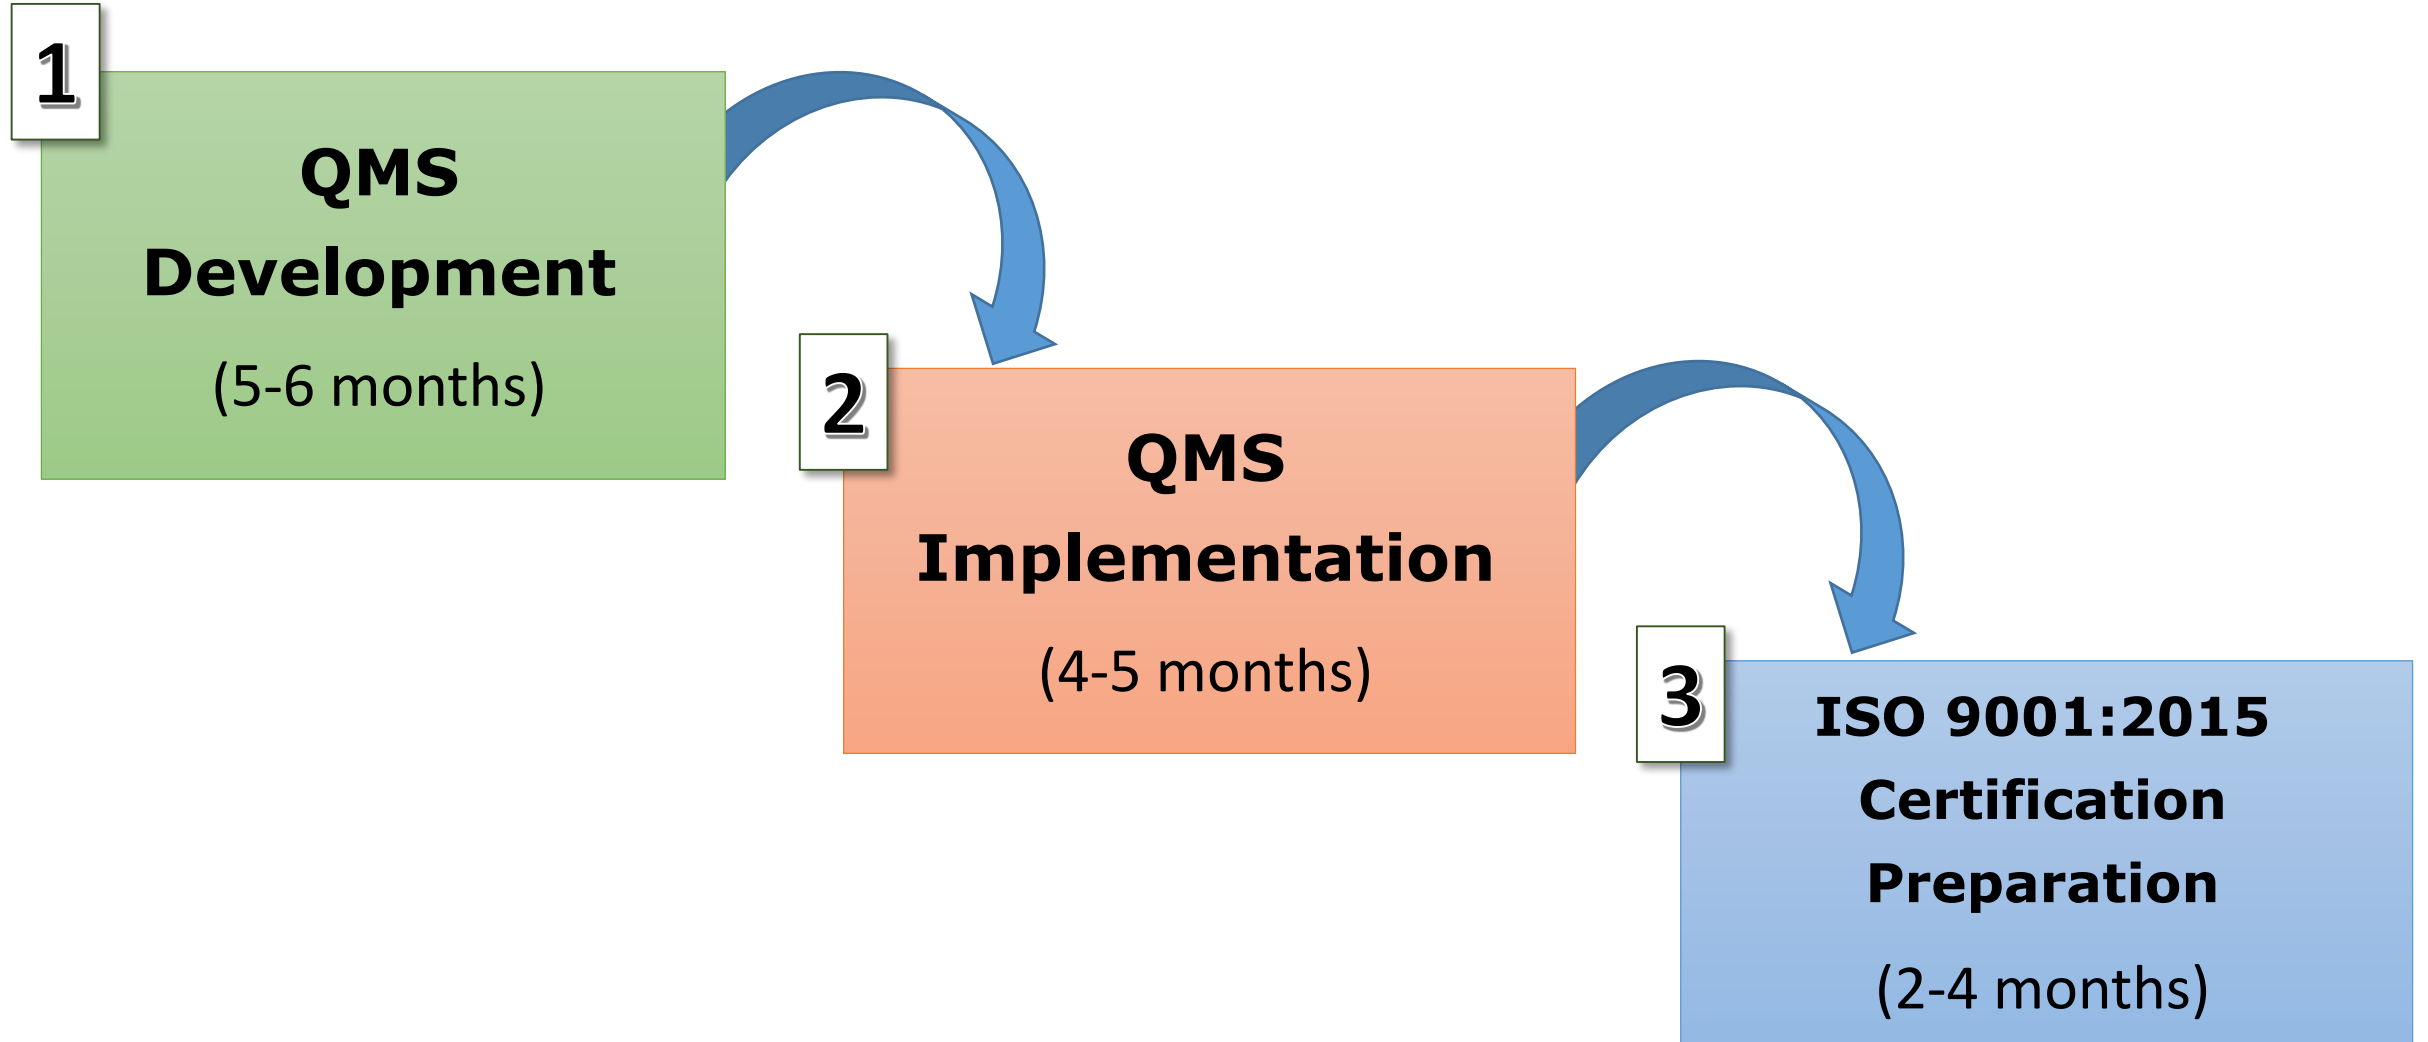 1
QMS
Development
(5-6 months)
2
QMS
Implementation
(4-5 months)
3
ISO 9001:2015
Certification
Preparation
(2-4 months)